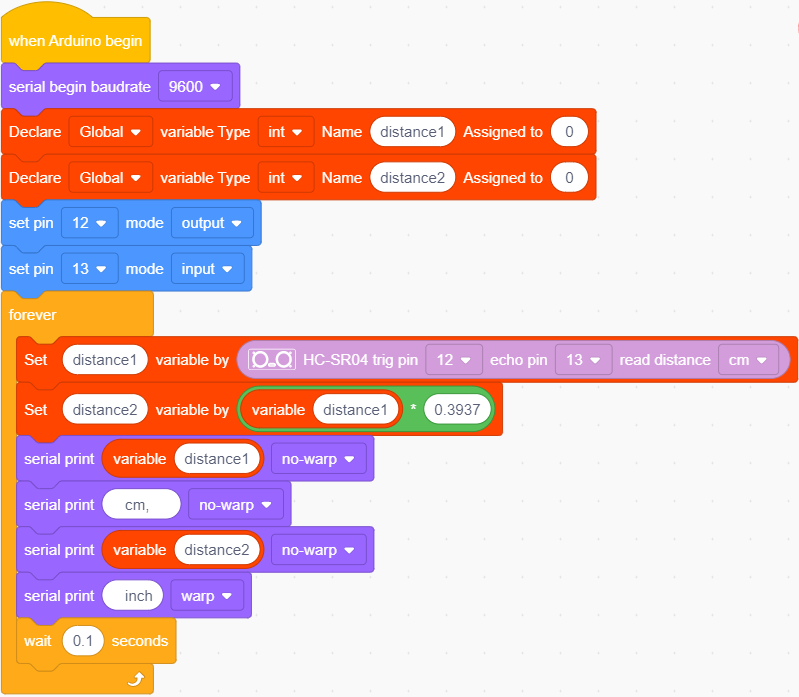 when Arduino begin
serial begin baudrate 9600
Declare Global variable Type int Name distance1 Assigned to 0
Declare Global variable Type int Name distance2 Assigned to 0
set pin 12 mode output
set pin 13 mode input
forever
Set distance1 variable by HC-SR04 trig pin 12 echo pin 13 read distance cm
Set distance2 variable by variable distance1 * 0.3937
serial print variable distance1 no-warp
serial print cm, no-warp
serial print variable distance2 no-warp
serial print inch warp
wait 0.1 seconds